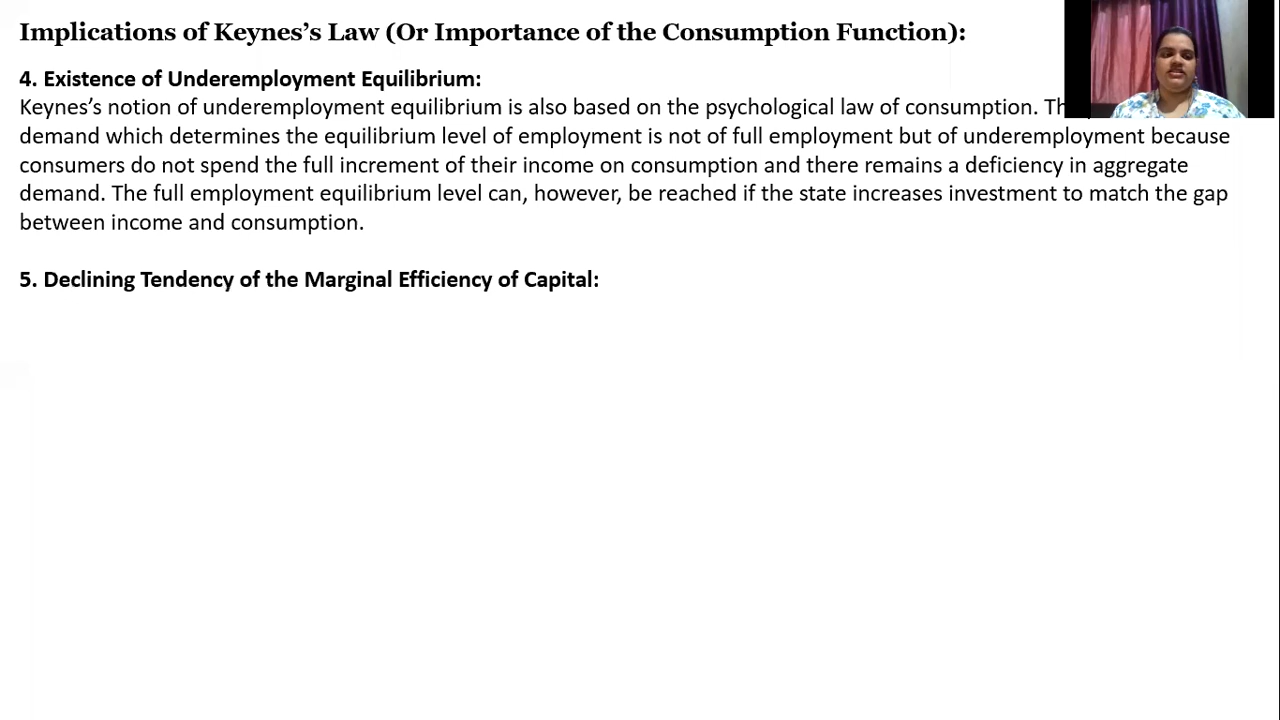 Implications of Keynes’s Law (Or Importance of the Consumption Function):
4. Existence of Underemployment Equilibrium:
Keynes’s notion of underemployment equilibrium is also based on the psychological law of consumption.
demand which determines the equilibrium level of employment is not of full employment but of underemployment because
consumers do not spend the full increment of their income on consumption and there remains a deficiency in aggregate
demand. The full employment equilibrium level can, however, be reached if the state increases investment to match the gap
between income and consumption.
5. Declining Tendency of the Marginal Efficiency of Capital: